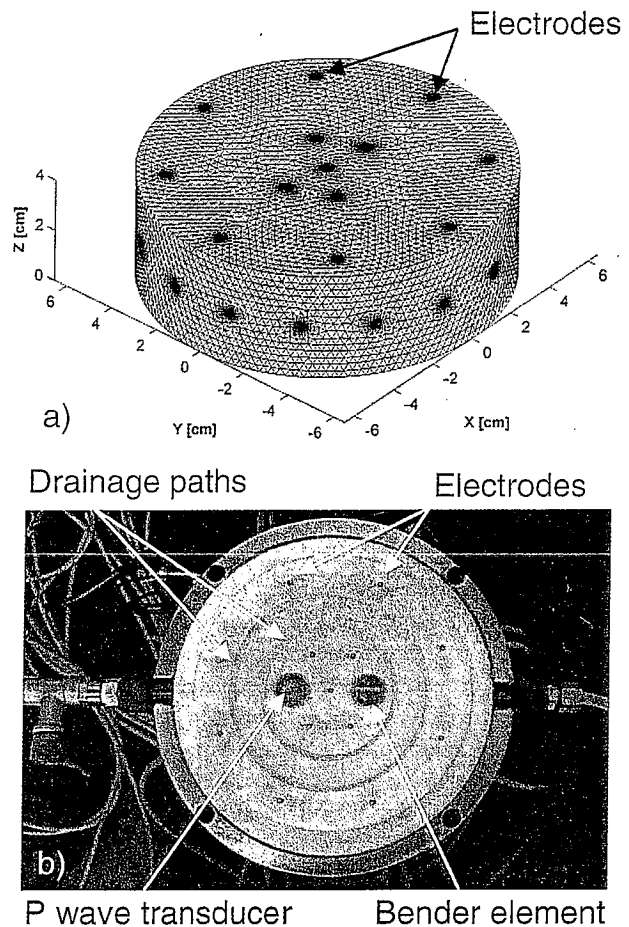 Electrodes
4
2
0
Z [cm]
6
4
2
0
-2
-4
-6
Y [cm]
6
4
2
0
-2
-4
-6
X [cm]
a)
Drainage paths
Electrodes
b)
P wave transducer
Bender element